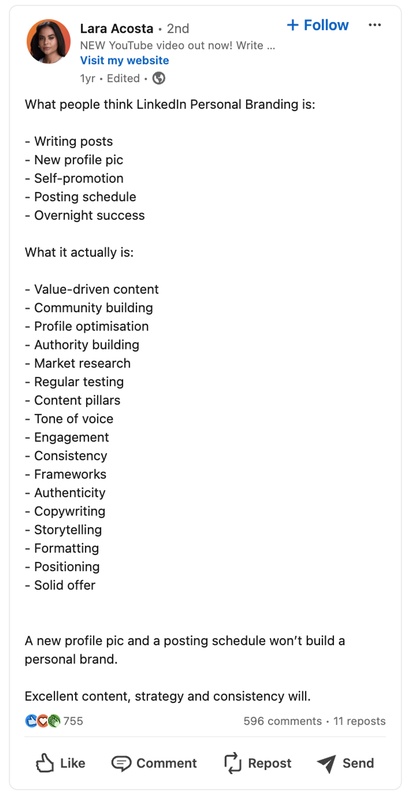 Lara Acosta • 2nd
+ Follow
NEW YouTube video out now! Write ...
Visit my website
1yr • Edited •
What people think LinkedIn Personal Branding is:
- Writing posts
- New profile pic
- Self-promotion
- Posting schedule
- Overnight success
What it actually is:
- Value-driven content
- Community building
- Profile optimisation
- Authority building
- Market research
- Regular testing
- Content pillars
- Tone of voice
- Engagement
- Consistency
- Frameworks
- Authenticity
- Copywriting
- Storytelling
- Formatting
- Positioning
- Solid offer
A new profile pic and a posting schedule won’t build a
personal brand.
Excellent content, strategy and consistency will.
755
596 comments • 11 reposts
Like
Comment
Repost
Send